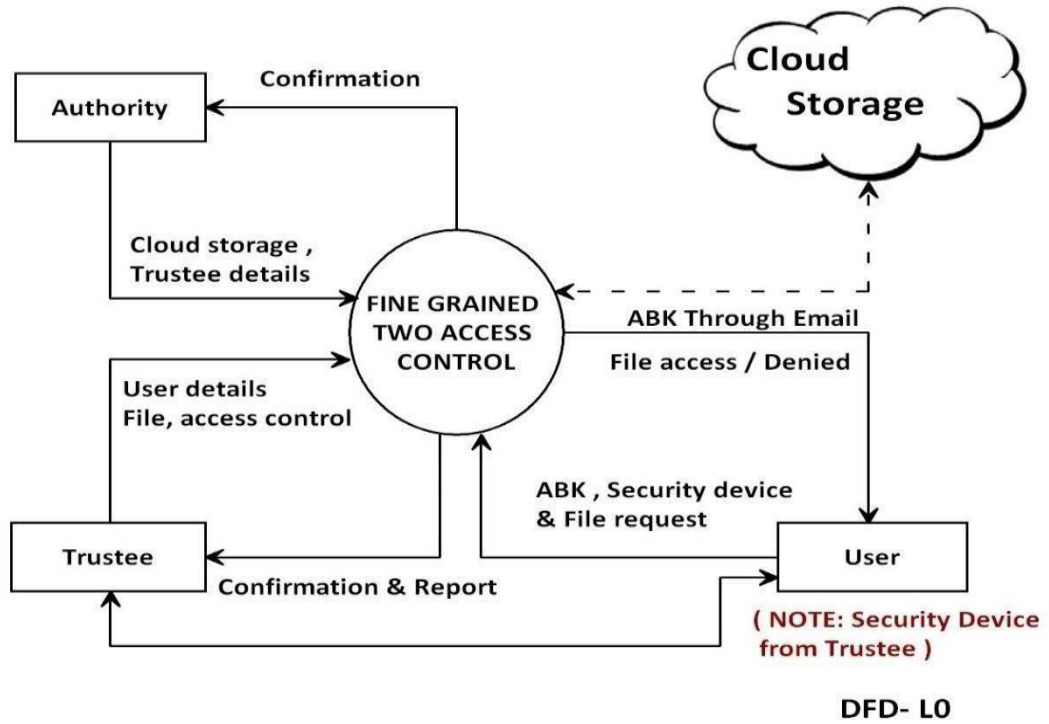 Cloud
Storage
Confirmation
Authority
Cloud storage ,
Trustee details
FINE GRAINED
TWO ACCESS
CONTROL
ABK Through Email
File access / Denied
User details
File, access control
ABK , Security device
& File request
Trustee
User
Confirmation & Report
( NOTE: Security Device
from Trustee )
DFD- L0